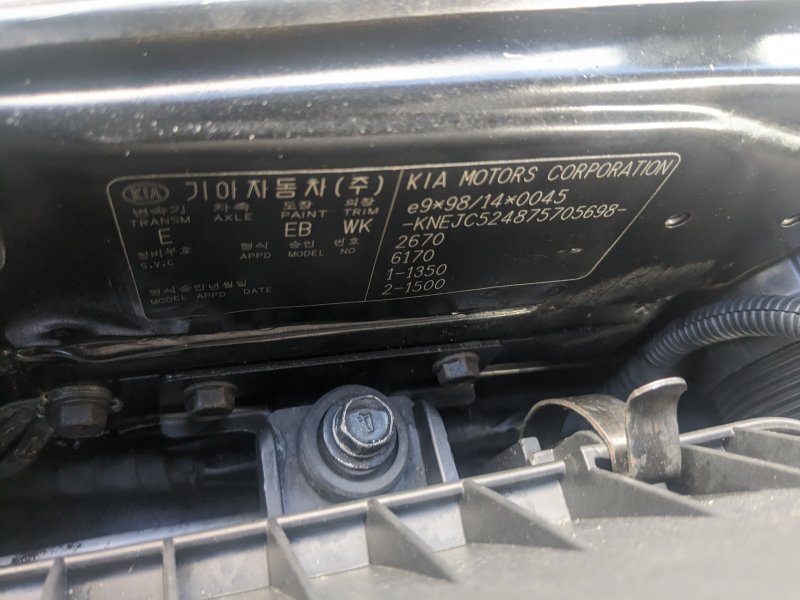 KIA 기아자동차(주)
변속기 차축 도장 의장
TRANSM AXLE PAINT TRIM
E EB WK
정비부호 형식 승인 번호
S.V.C APPD MODEL NO
형식승인년월일
MODEL APPD DATE
KIA MOTORS CORPORATION
e9*98/14*0045
-KNEJC524875705698-
2670
6170
1-1350
2-1500